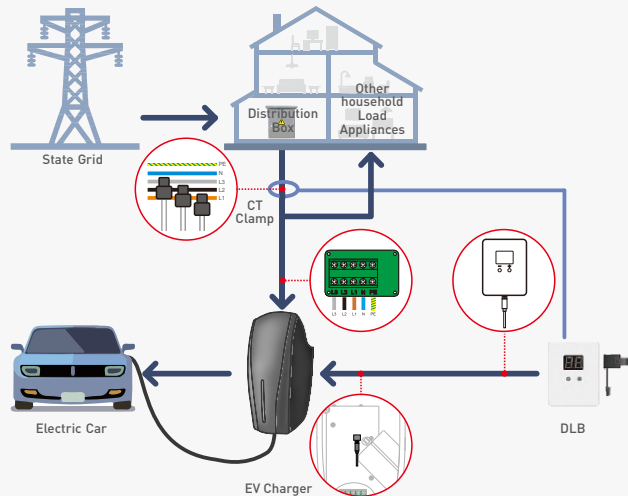 State Grid
Distribution
Box
Other
household
Load
Appliances
PE
N
L3
L2
L1
CT
Clamp
L3 L2 L1 N PE
L3 L2 L1 N PE
Electric Car
EV Charger
DLB